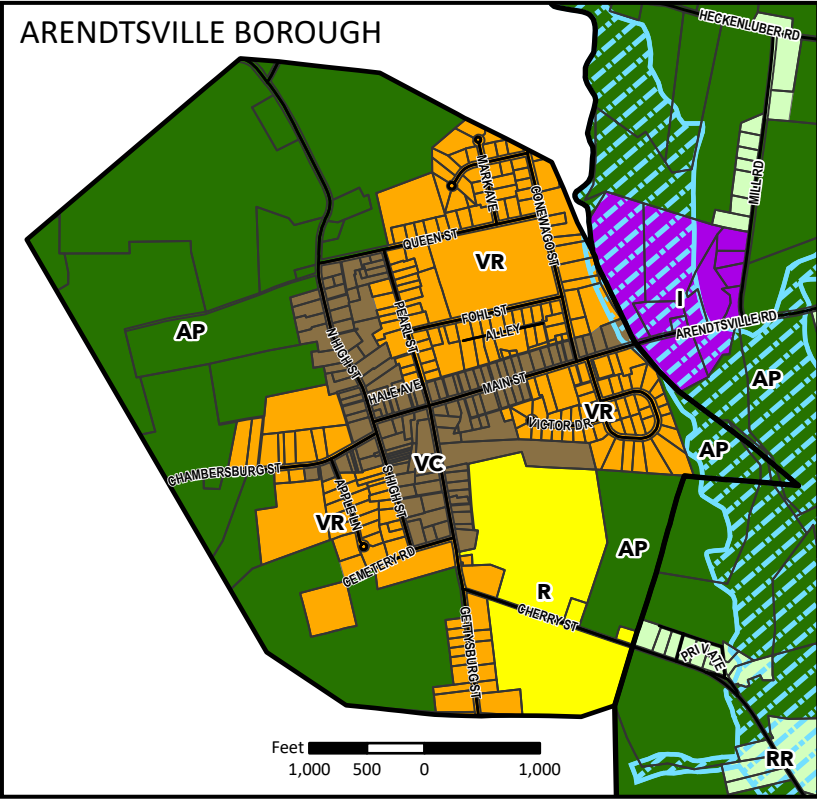 ARENDTSVILLE BOROUGH
HECKENLUBER RD
MARK AVE
MILL RD
CONEWAGO ST
QUEEN ST
VR
I
AP
PEARL ST
FOHL ST
ALLEY
ARENDTSVILLE RD
N HIGH ST
HALE AVE
MAIN ST
AP
VR
VICTOR DR
AP
CHAMBERSBURG ST
VC
S HIGH ST
APPLE LN
VR
AP
CEMETERY RD
R
CHERRY ST
GETTYSBURG ST
PRIVATE
RR
Feet
1,000 500 0 1,000